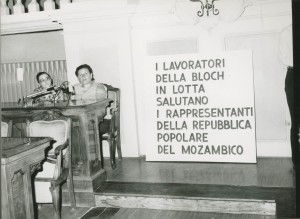 I LAVORATORI
DELLA BLOCH
IN LOTTA
SALUTANO
I RAPPRESENTANTI
DELLA REPUBBLICA
POPOLARE
DEL MOZAMBICO